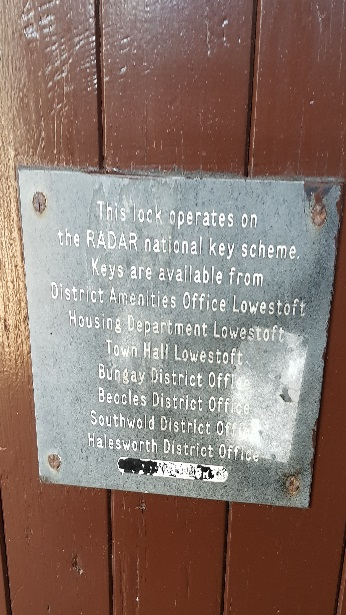 This lock operates on
the RADAR national key scheme.
Keys are available from
District Amenities Office Lowestoft
Housing Department Lowestoft
Town Hall Lowestoft
Bungay District Office
Beccles District Office
Southwold District Office
Halesworth District Office